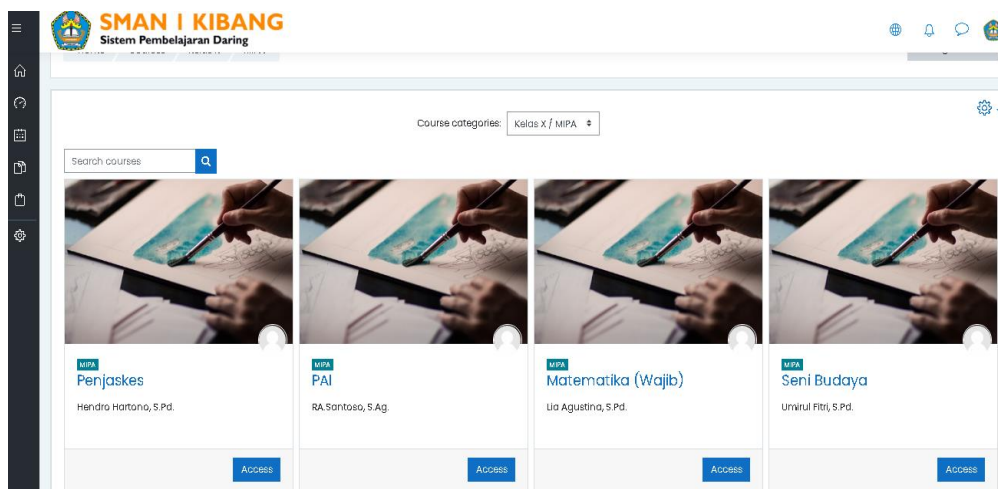 SMAN 1 KIBANG
Sistem Pembelajaran Daring
Course categories: Kelas X / MIPA
Search courses
MIPA
Penjaskes
Hendro Hartono, S.Pd.
Access
MIPA
PAI
RA.Santoso, S.Ag.
Access
MIPA
Matematika (Wajib)
Lia Agustina, S.Pd.
Access
MIPA
Seni Budaya
Umirul Fitri, S.Pd.
Access